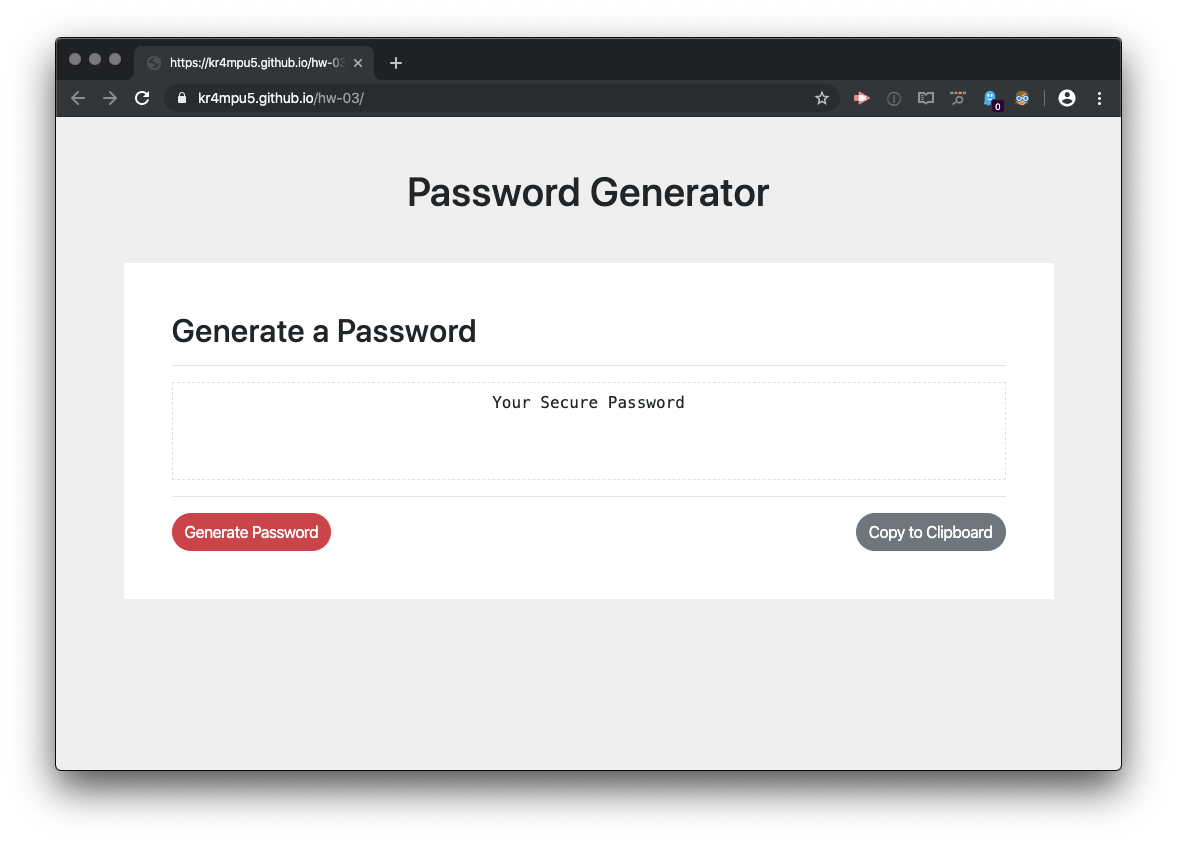 https://kr4mpu5.github.io/hw-03
kr4mpu5.github.io/hw-03/
0
Password Generator
Generate a Password
Your Secure Password
Generate Password
Copy to Clipboard